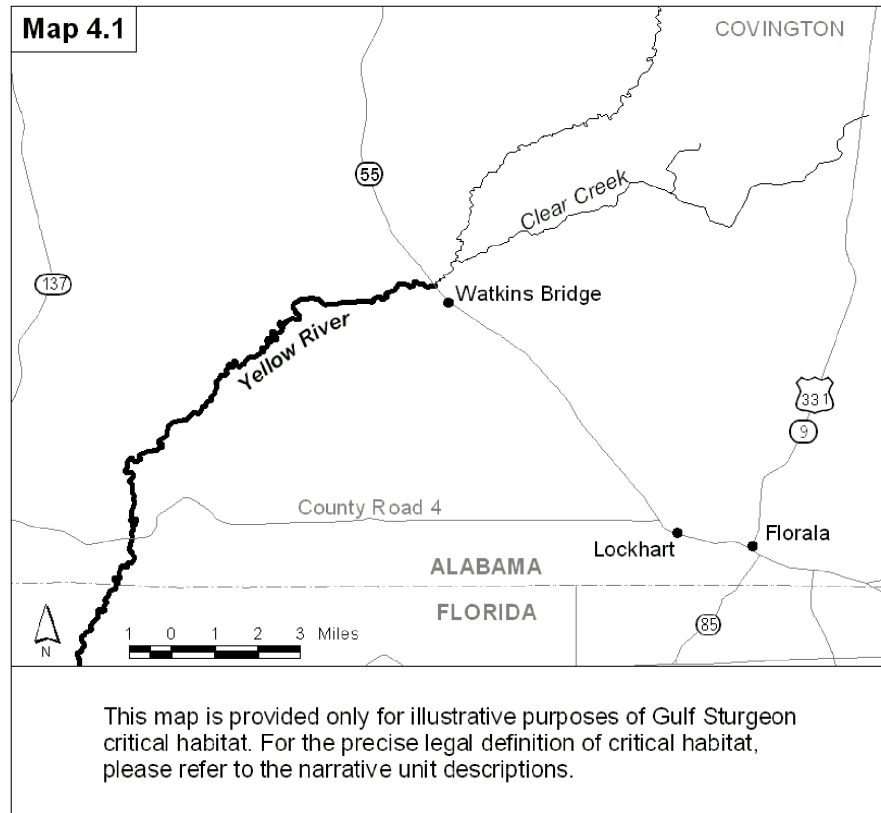 Map 4.1
COVINGTON
55
Clear Creek
137
Watkins Bridge
Yellow River
331
9
County Road 4
Lockhart
Florala
ALABAMA
FLORIDA
85
N
1 0 1 2 3 Miles
This map is provided only for illustrative purposes of Gulf Sturgeon
critical habitat. For the precise legal definition of critical habitat,
please refer to the narrative unit descriptions.